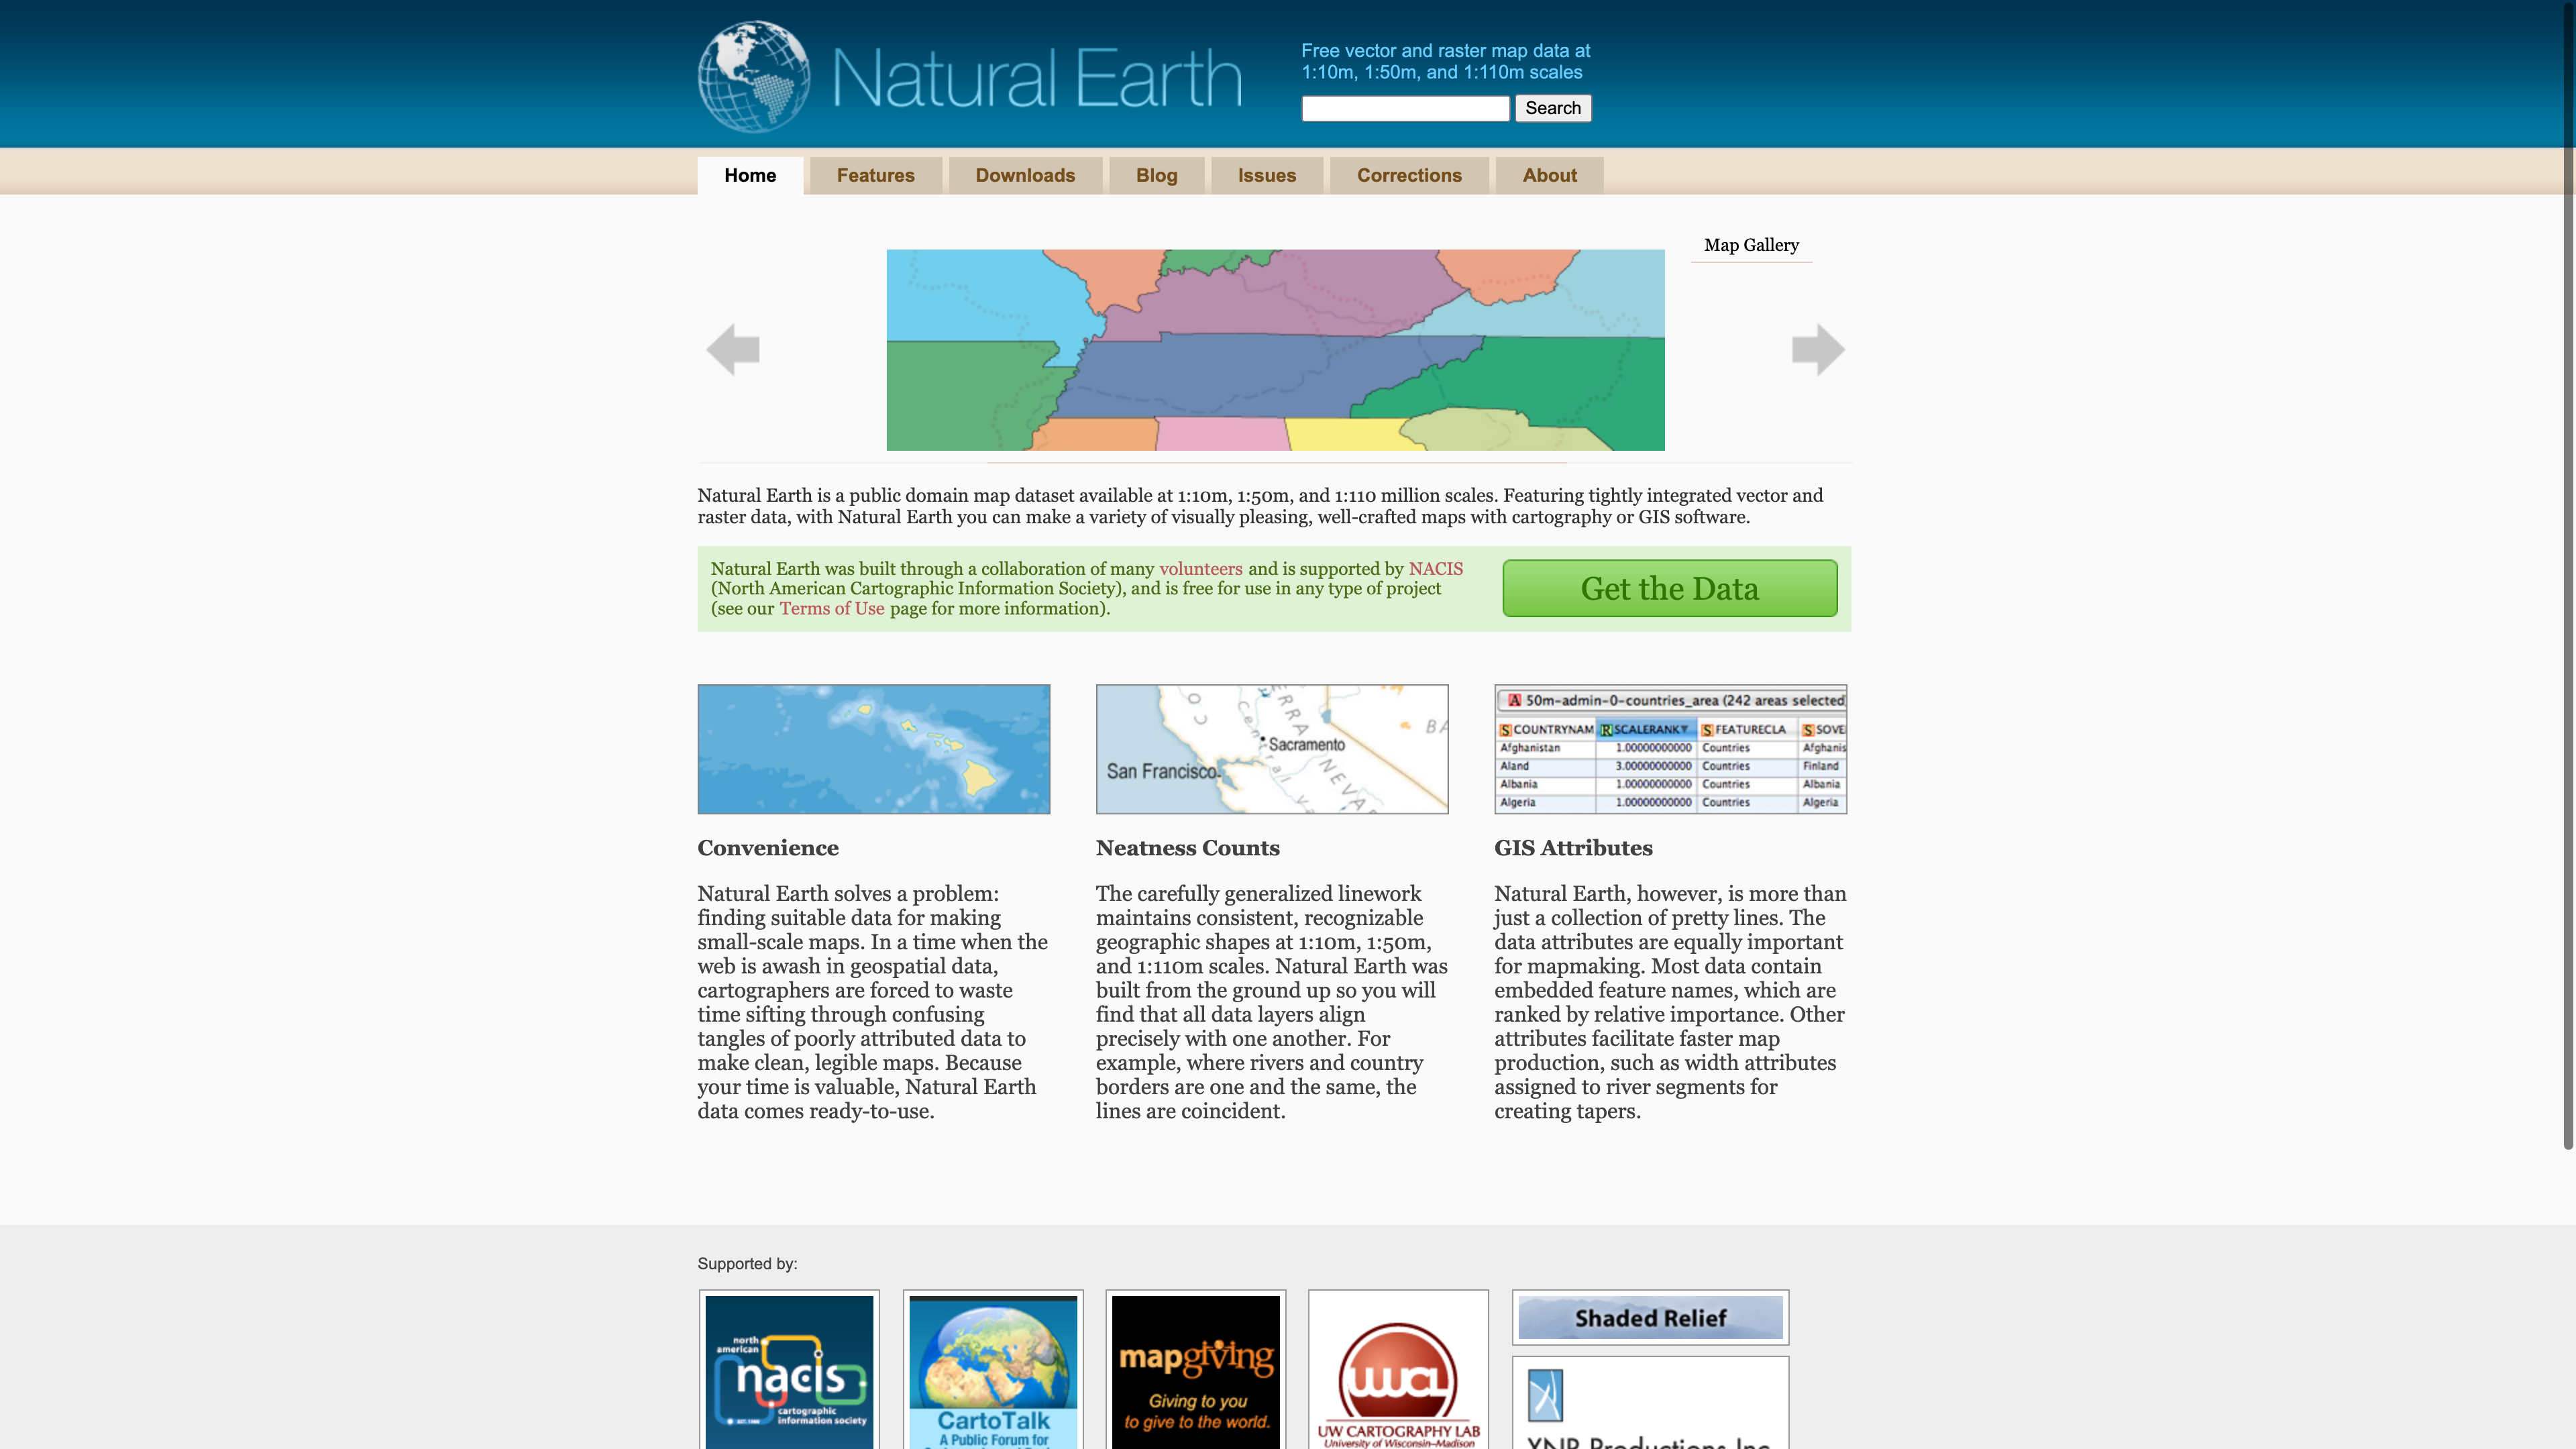 Natural Earth
Free vector and raster map data at
1:10m, 1:50m, and 1:110m scales
Search
Home Features Downloads Blog Issues Corrections About
Map Gallery
Natural Earth is a public domain map dataset available at 1:10m, 1:50m, and 1:110 million scales. Featuring tightly integrated vector and
raster data, with Natural Earth you can make a variety of visually pleasing, well-crafted maps with cartography or GIS software.
Natural Earth was built through a collaboration of many volunteers and is supported by NACIS
(North American Cartographic Information Society), and is free for use in any type of project
(see our Terms of Use page for more information).
Get the Data
Sacramento
San Francisco
NEVA
50m-admin-0-countries_area (242 areas selected
COUNTRYNAM SCALERANK FEATURECLA SOVE
Afghanistan 1.00000000000 Countries Afghanis
Aland 3.00000000000 Countries Finland
Albania 1.00000000000 Countries Albania
Algeria 1.00000000000 Countries Algeria
Convenience
Natural Earth solves a problem:
finding suitable data for making
small-scale maps. In a time when the
web is awash in geospatial data,
cartographers are forced to waste
time sifting through confusing
tangles of poorly attributed data to
make clean, legible maps. Because
your time is valuable, Natural Earth
data comes ready-to-use.
Neatness Counts
The carefully generalized linework
maintains consistent, recognizable
geographic shapes at 1:10m, 1:50m,
and 1:110m scales. Natural Earth was
built from the ground up so you will
find that all data layers align
precisely with one another. For
example, where rivers and country
borders are one and the same, the
lines are coincident.
GIS Attributes
Natural Earth, however, is more than
just a collection of pretty lines. The
data attributes are equally important
for mapmaking. Most data contain
embedded feature names, which are
ranked by relative importance. Other
attributes facilitate faster map
production, such as width attributes
assigned to river segments for
creating tapers.
Supported by:
north
american
nacis
cartographic
information society
EST. 1980
CartoTalk
A Public Forum for
mapgiving
Giving to you
to give to the world.
UWCL
UW CARTOGRAPHY LAB
University of Wisconsin-Madison
Shaded Relief
XNR Productions Inc